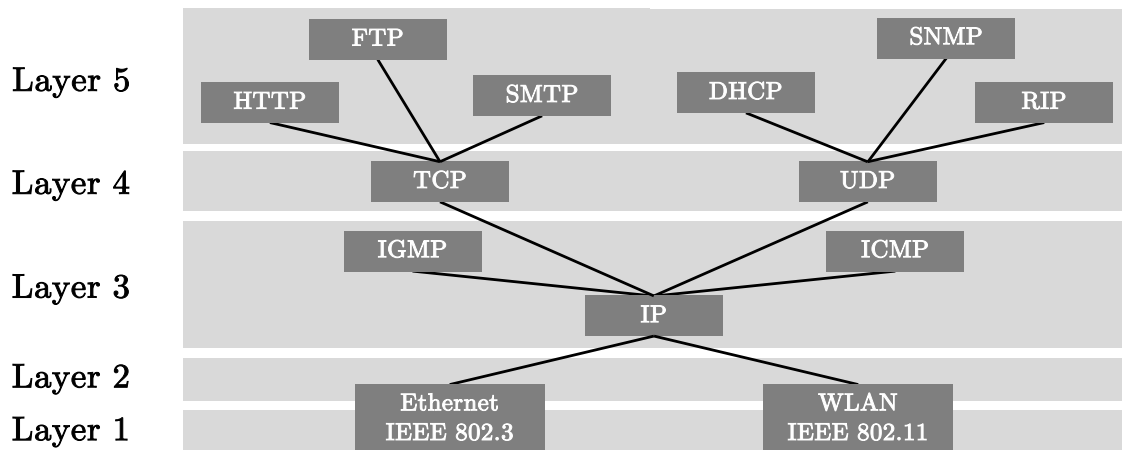 Layer 5
FTP
SNMP
HTTP
SMTP
DHCP
RIP
Layer 4
TCP
UDP
Layer 3
IGMP
ICMP
IP
Layer 2
Ethernet
IEEE 802.3
WLAN
IEEE 802.11
Layer 1